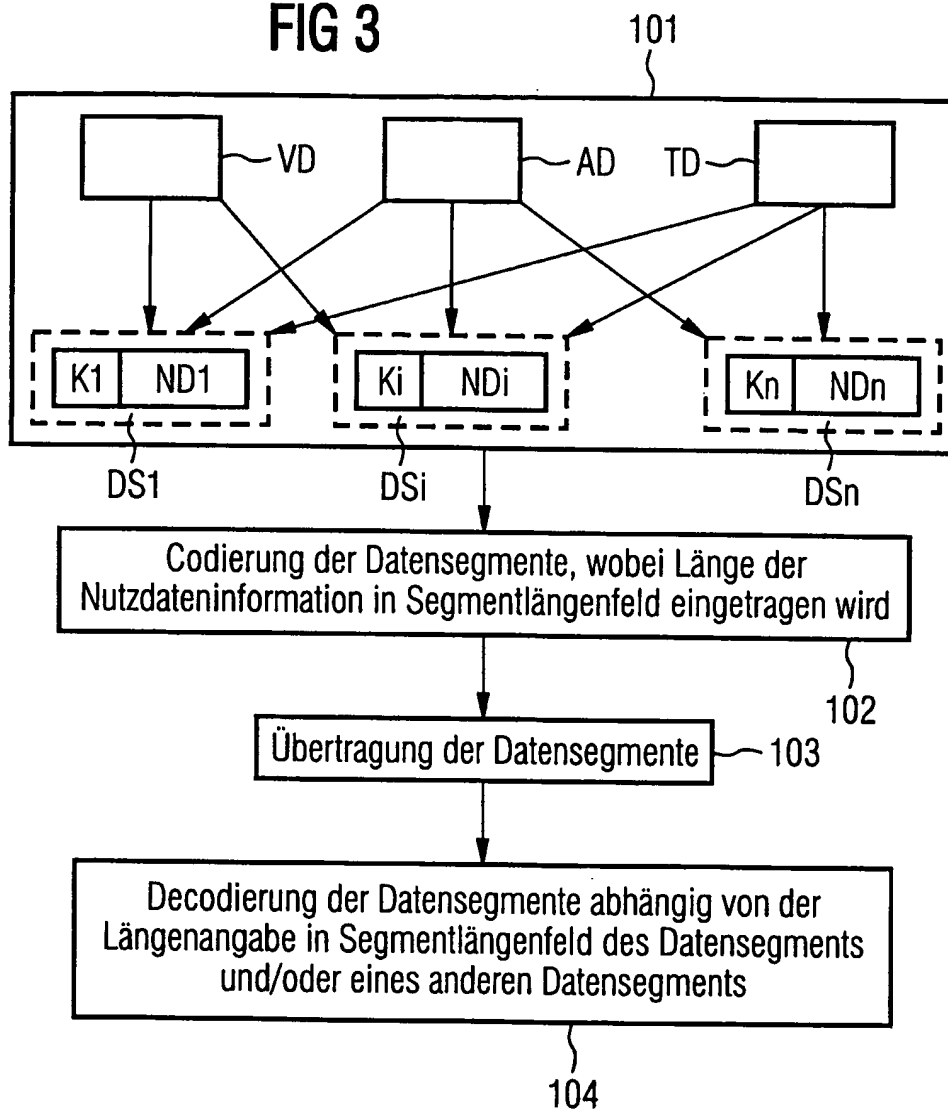 FIG 3
101
VD
AD
TD
K1 ND1
Ki NDi
Kn NDn
DS1
DSi
DSn
Codierung der Datensegmente, wobei Länge der
Nutzdateninformation in Segmentlängenfeld eingetragen wird
102
Übertragung der Datensegmente
103
Decodierung der Datensegmente abhängig von der
Längenangabe in Segmentlängenfeld des Datensegments
und/oder eines anderen Datensegments
104